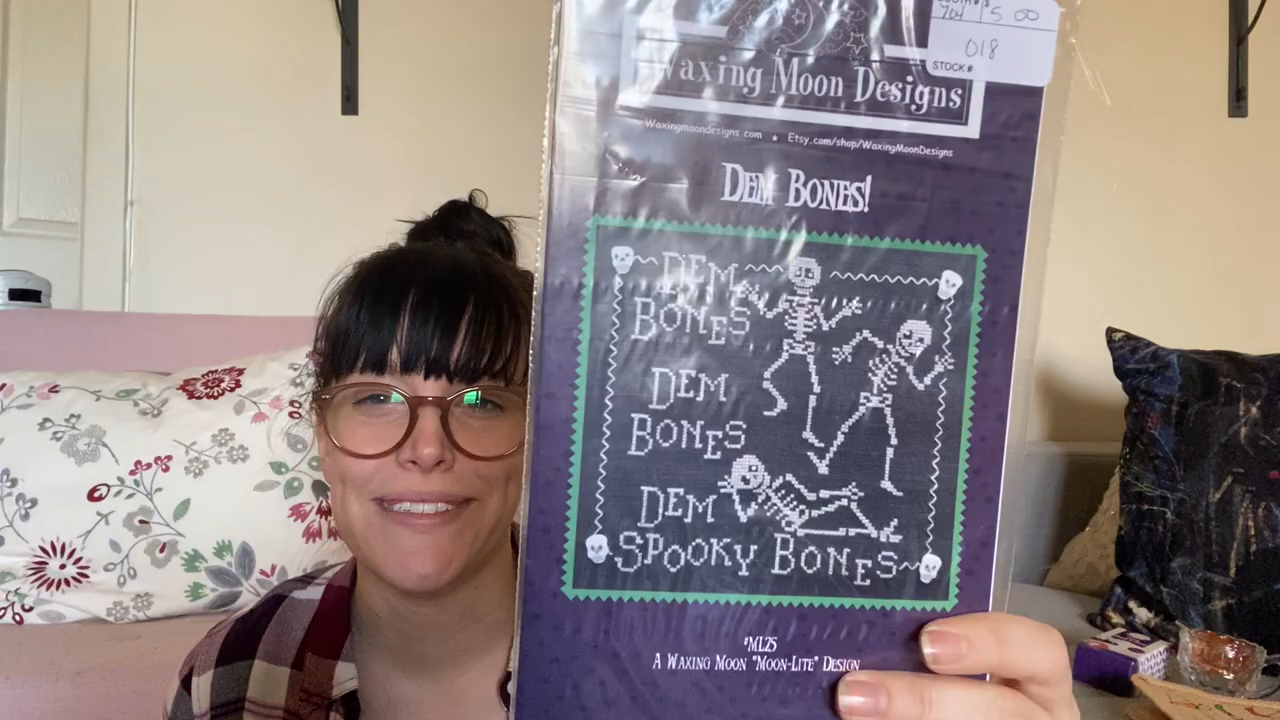 704 5 00
018
STOCK#
Waxing Moon Designs
Waxingmoondesigns.com ★ Etsy.com/shop/WaxingMoonDesigns
DEM BONES!
DEM
BONES
DEM
BONES
DEM
SPOOKY BONES
#ML25
A WAXING MOON "MOON-LITE" DESIGN